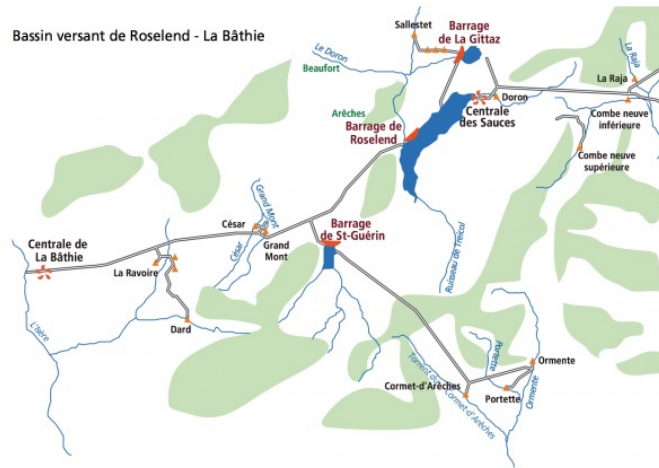 Bassin versant de Roselend - La Bâthie
Sallestet
Barrage
de La Gittaz
Le Doron
Beaufort
La Raja
La Raja
Doron
Centrale
des Sauces
Combe neuve
inférieure
Arêches
Barrage de
Roselend
Combe neuve
supérieure
Grand Mont
César
César
Grand
Mont
Barrage
de St-Guérin
Ruisseau de Treicol
Centrale de
La Bâthie
La Ravoire
L'Isère
Dard
Portette
Ormente
Torrent du Cormet-d'Arêches
Cormet-d'Arêches
Portette
Ormente